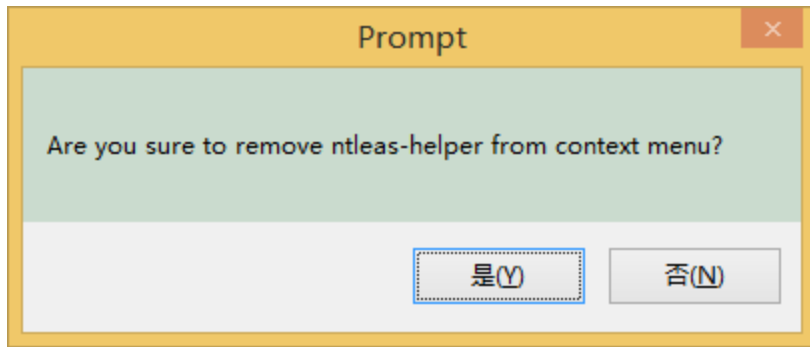 Prompt
Are you sure to remove ntleas-helper from context menu?
是(Y) 否(N)